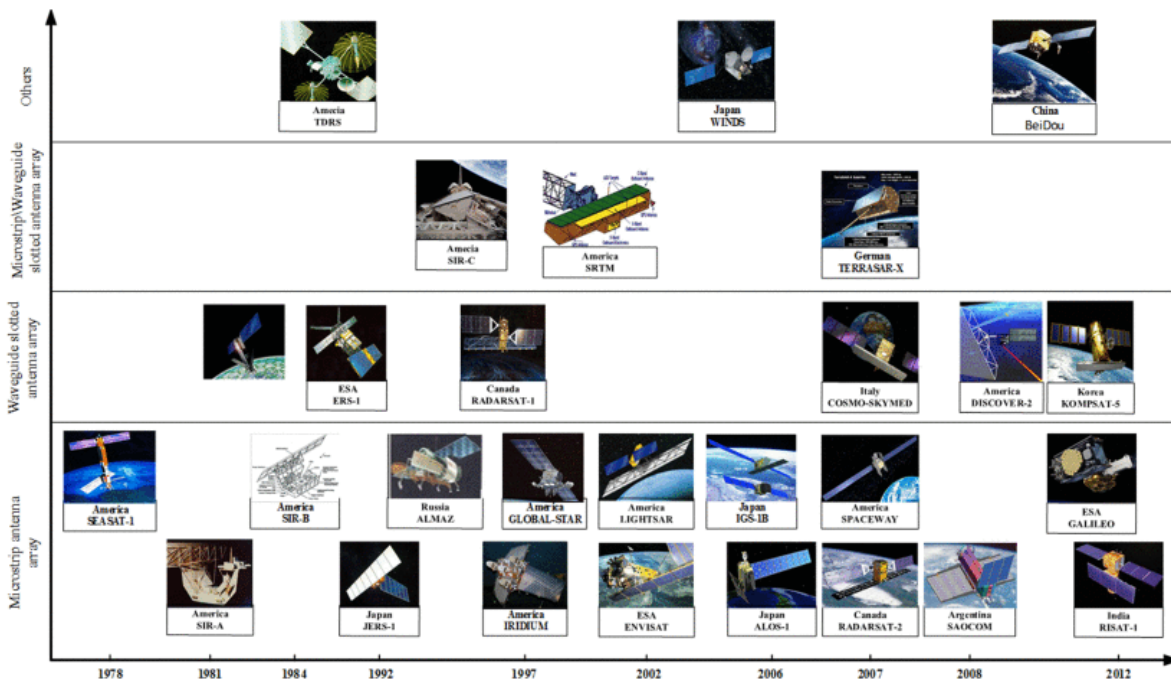 Others
Amecia
TDRS
Japan
WINDS
China
BeiDou
Microstrip\Waveguide
slotted antenna array
Amecia
SIR-C
America
SRTM
German
TERRASAR-X
Waveguide slotted
antenna array
ESA
ERS-1
Canada
RADARSAT-1
Italy
COSMO-SKYMED
America
DISCOVER-2
Korea
KOMPSAT-5
Microstrip antenna
array
America
SEASAT-1
America
SIR-B
Russia
ALMAZ
America
GLOBAL-STAR
America
LIGHTSAR
Japan
IGS-1B
America
SPACEWAY
ESA
GALILEO
America
SIR-A
Japan
JERS-1
America
IRIDIUM
ESA
ENVISAT
Japan
ALOS-1
Canada
RADARSAT-2
Argentina
SAOCOM
India
RISAT-1
1978
1981
1984
1992
1997
2002
2006
2007
2008
2012